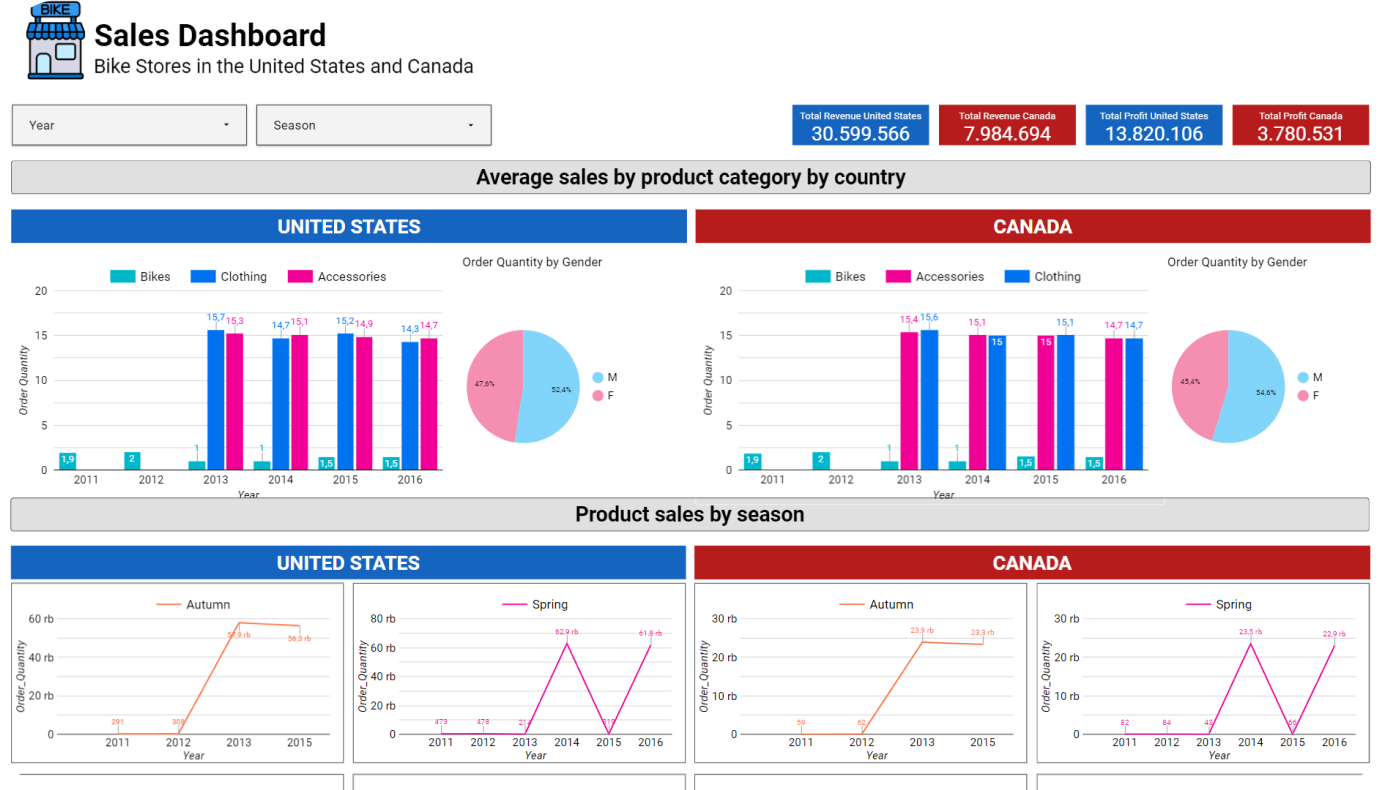 BIKE
Sales Dashboard
Bike Stores in the United States and Canada
Year
Season
Total Revenue United States
30.599.566
Total Revenue Canada
7.984.694
Total Profit United States
13.820.106
Total Profit Canada
3.780.531
Average sales by product category by country
UNITED STATES
Bikes Clothing Accessories
20
15
10
5
0
Order Quantity
15,7 15,3 14,7 15,1 15,2 14,9 14,3 14,7
1,9 2 1 1 1,5 1,5
2011 2012 2013 2014 2015 2016
Year
Order Quantity by Gender
47,6% 52,4%
M
F
CANADA
Bikes Accessories Clothing
20
15
10
5
0
Order Quantity
15,4 15,6 15,1 15 15 15,1 14,7 14,7
1,9 2 1 1 1,5 1,5
2011 2012 2013 2014 2015 2016
Year
Order Quantity by Gender
45,4% 54,6%
M
F
Product sales by season
UNITED STATES
Autumn
60 rb
40 rb
20 rb
0
Order_Quantity
291 308 57,9 rb 56,3 rb
2011 2012 2013 2015
Year
Spring
80 rb
60 rb
40 rb
20 rb
0
Order_Quantity
473 478 62,9 rb 61,8 rb
2011 2012 2013 2014 2015 2016
Year
CANADA
Autumn
30 rb
20 rb
10 rb
0
Order_Quantity
59 62 23,9 rb 23,3 rb
2011 2012 2013 2015
Year
Spring
30 rb
20 rb
10 rb
0
Order_Quantity
82 84 23,5 rb 22,9 rb
2011 2012 2013 2014 2015 2016
Year